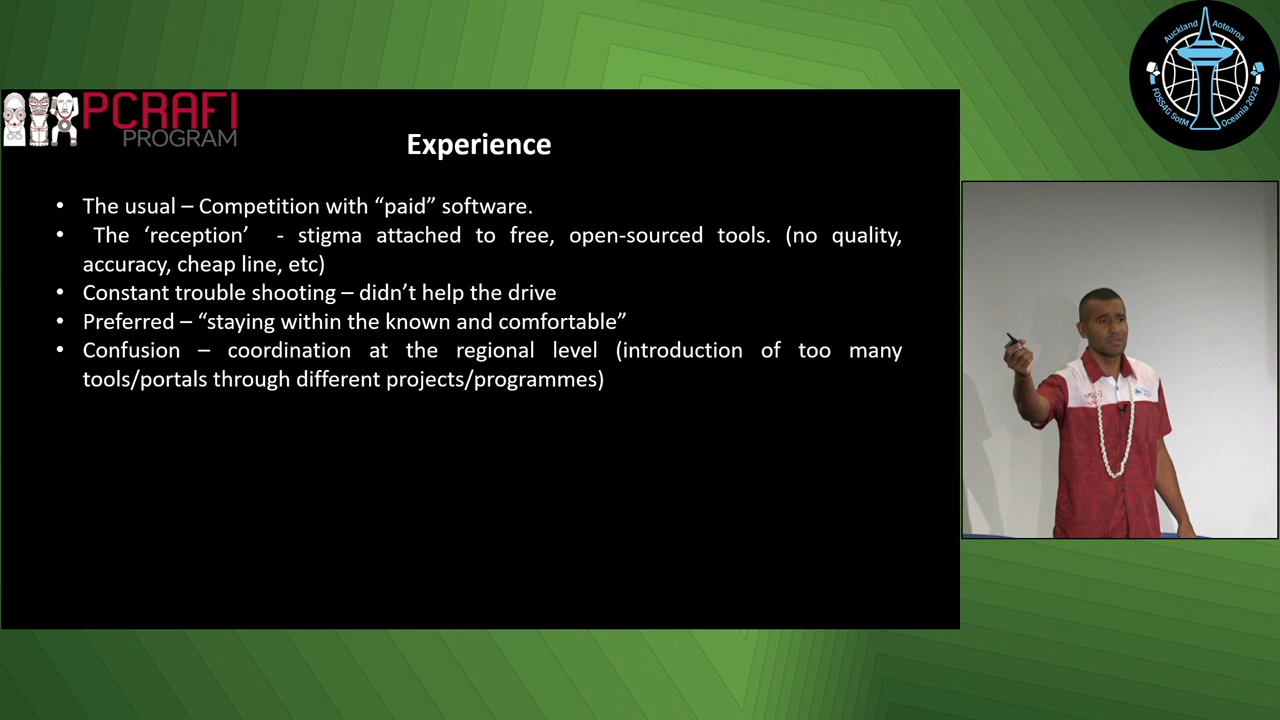 PCRAFI
PROGRAM
Experience
• The usual – Competition with “paid” software.
• The ‘reception’ - stigma attached to free, open-sourced tools. (no quality,
accuracy, cheap line, etc)
• Constant trouble shooting – didn’t help the drive
• Preferred – “staying within the known and comfortable”
• Confusion – coordination at the regional level (introduction of too many
tools/portals through different projects/programmes)
Auckland Aotearoa
FOSS4G SotM Oceania 2023